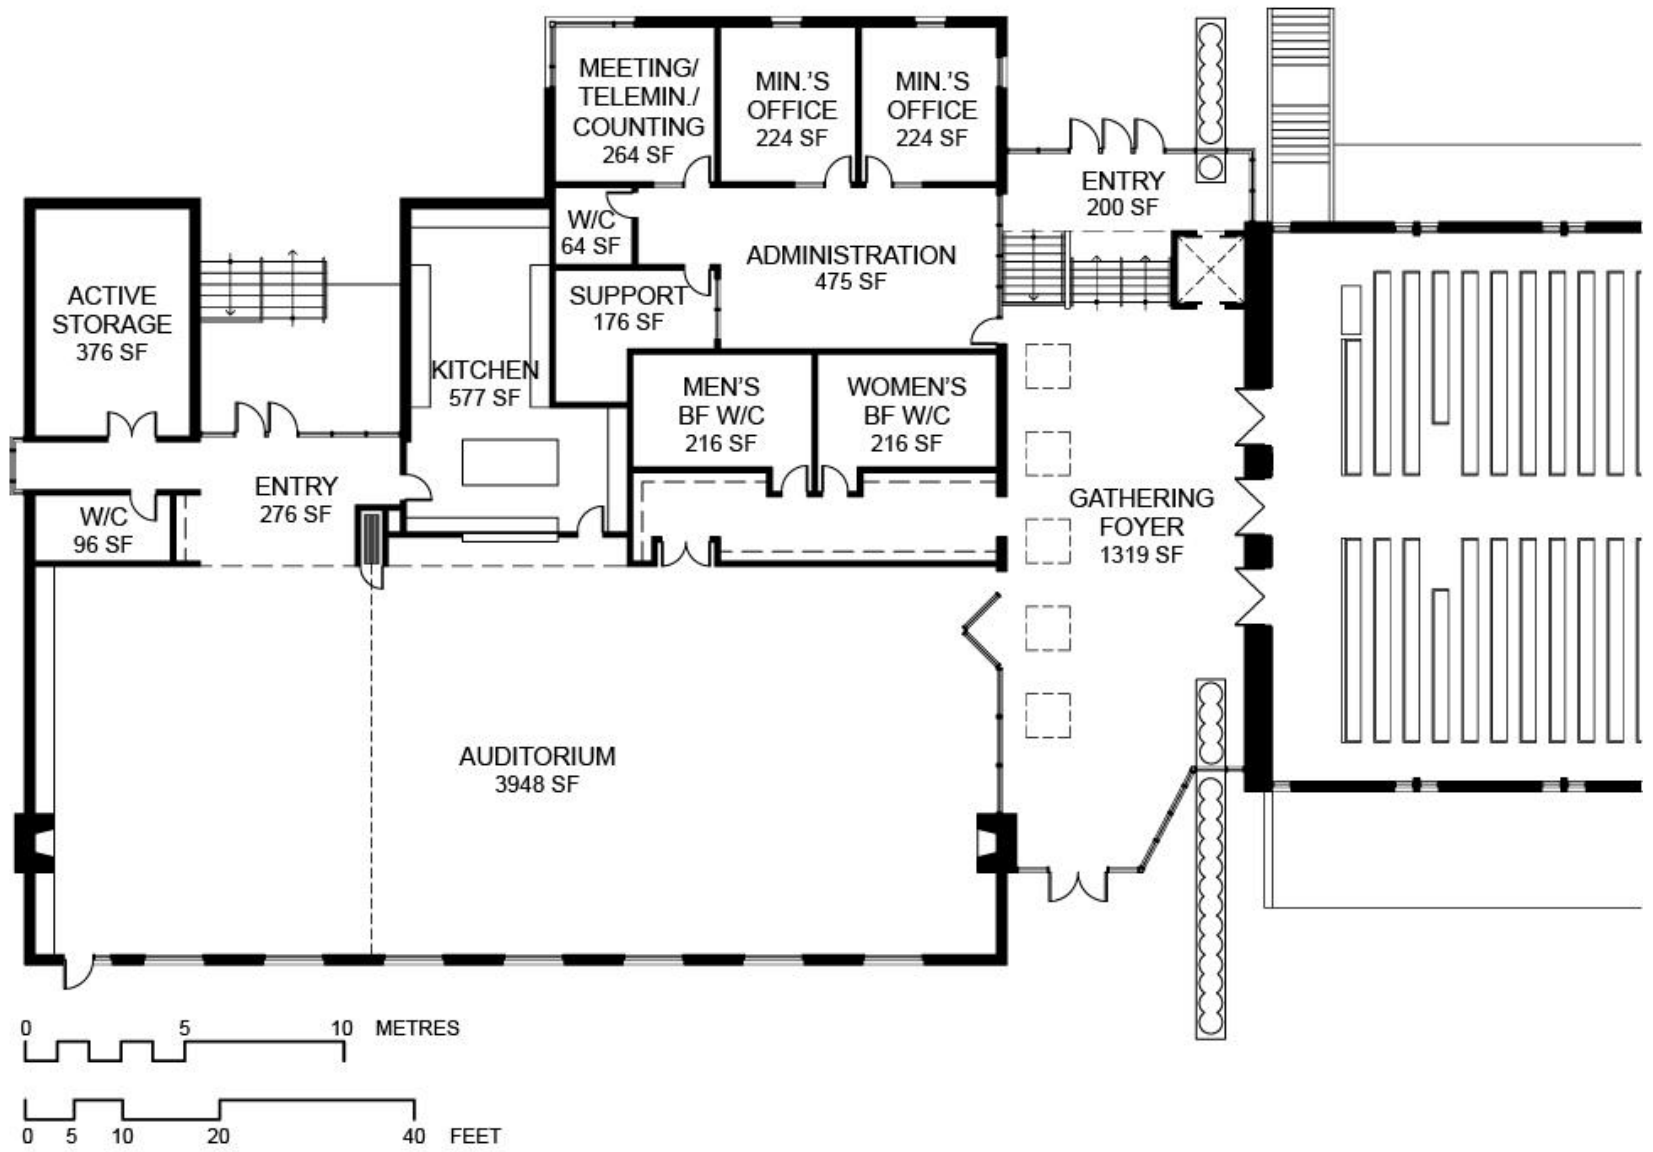 MEETING/
TELEMIN./
COUNTING
264 SF
MIN.'S
OFFICE
224 SF
MIN.'S
OFFICE
224 SF
ENTRY
200 SF
W/C
64 SF
ADMINISTRATION
475 SF
ACTIVE
STORAGE
376 SF
SUPPORT
176 SF
KITCHEN
577 SF
MEN'S
BF W/C
216 SF
WOMEN'S
BF W/C
216 SF
ENTRY
276 SF
W/C
96 SF
GATHERING
FOYER
1319 SF
AUDITORIUM
3948 SF
0 5 10 METRES
0 5 10 20 40 FEET